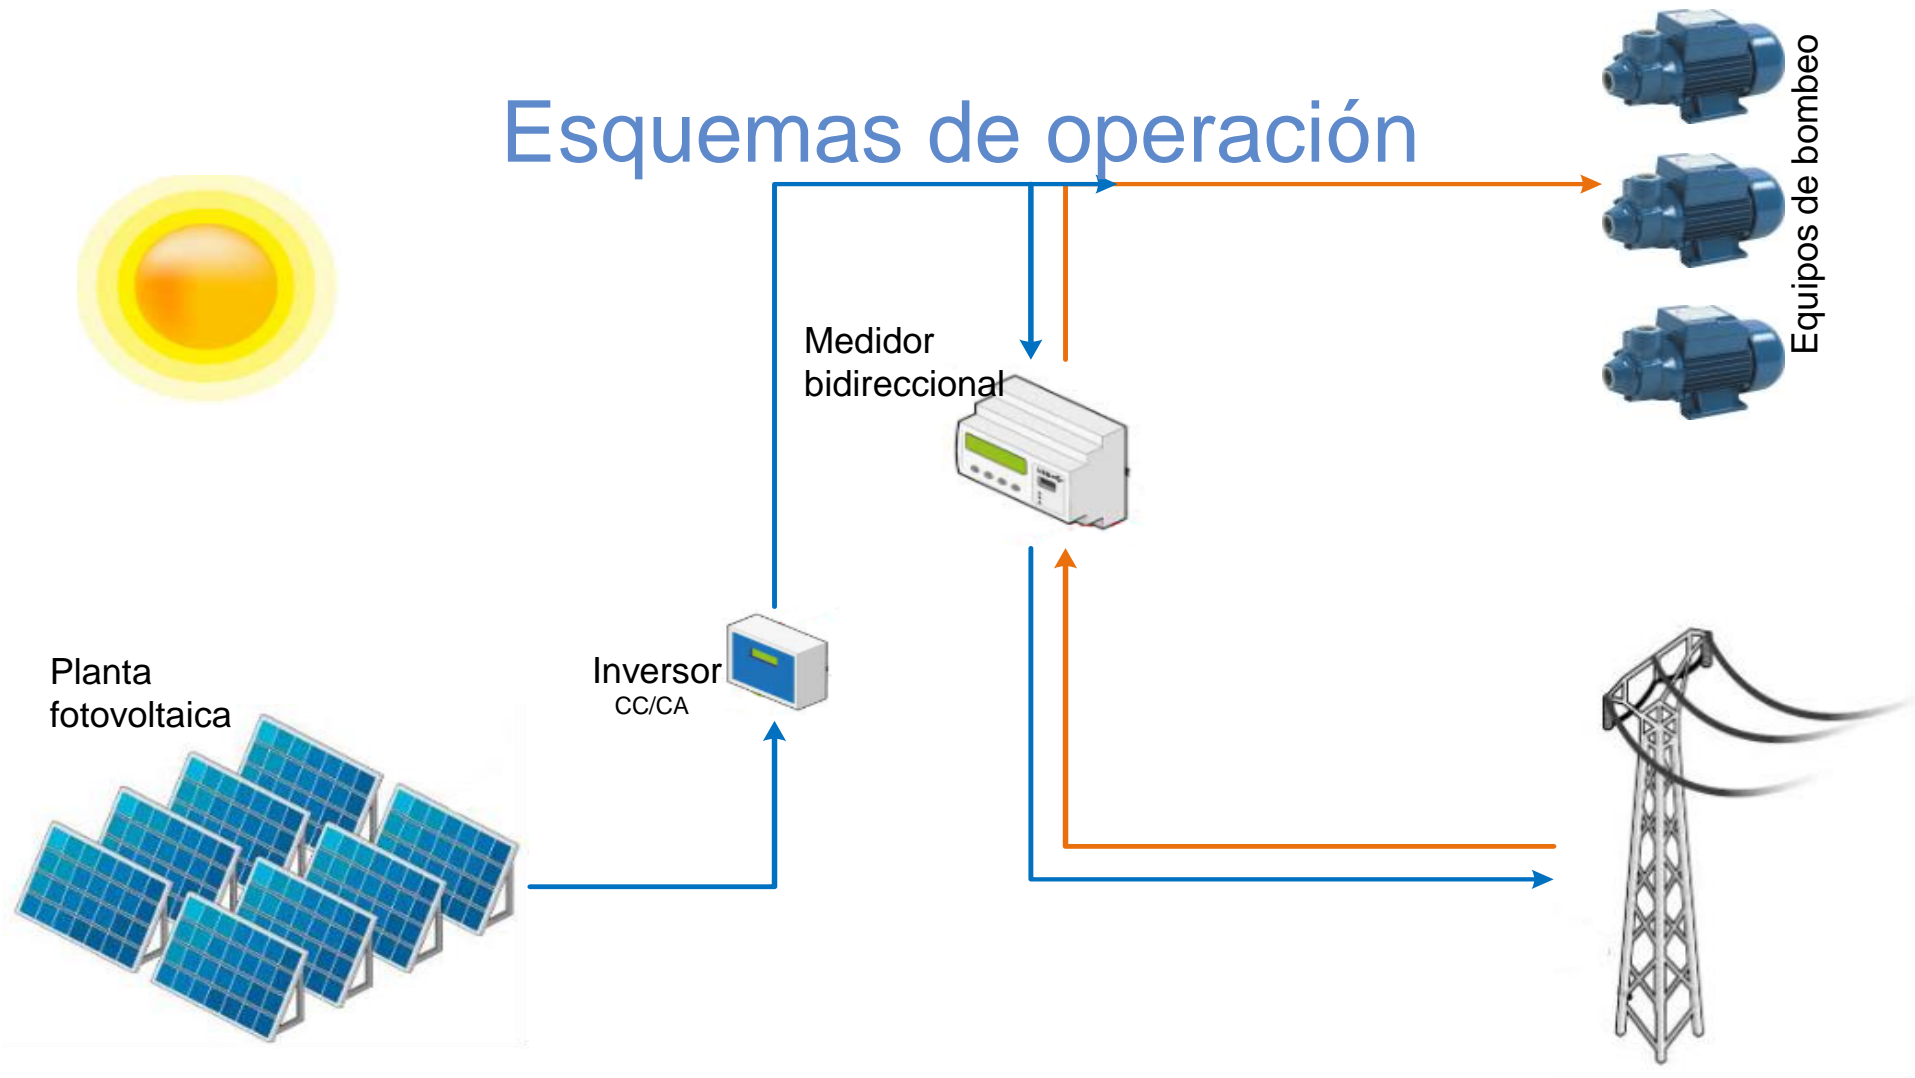 Esquemas de operación
Equipos de bombeo
Medidor
bidireccional
Inversor
CC/CA
Planta
fotovoltaica